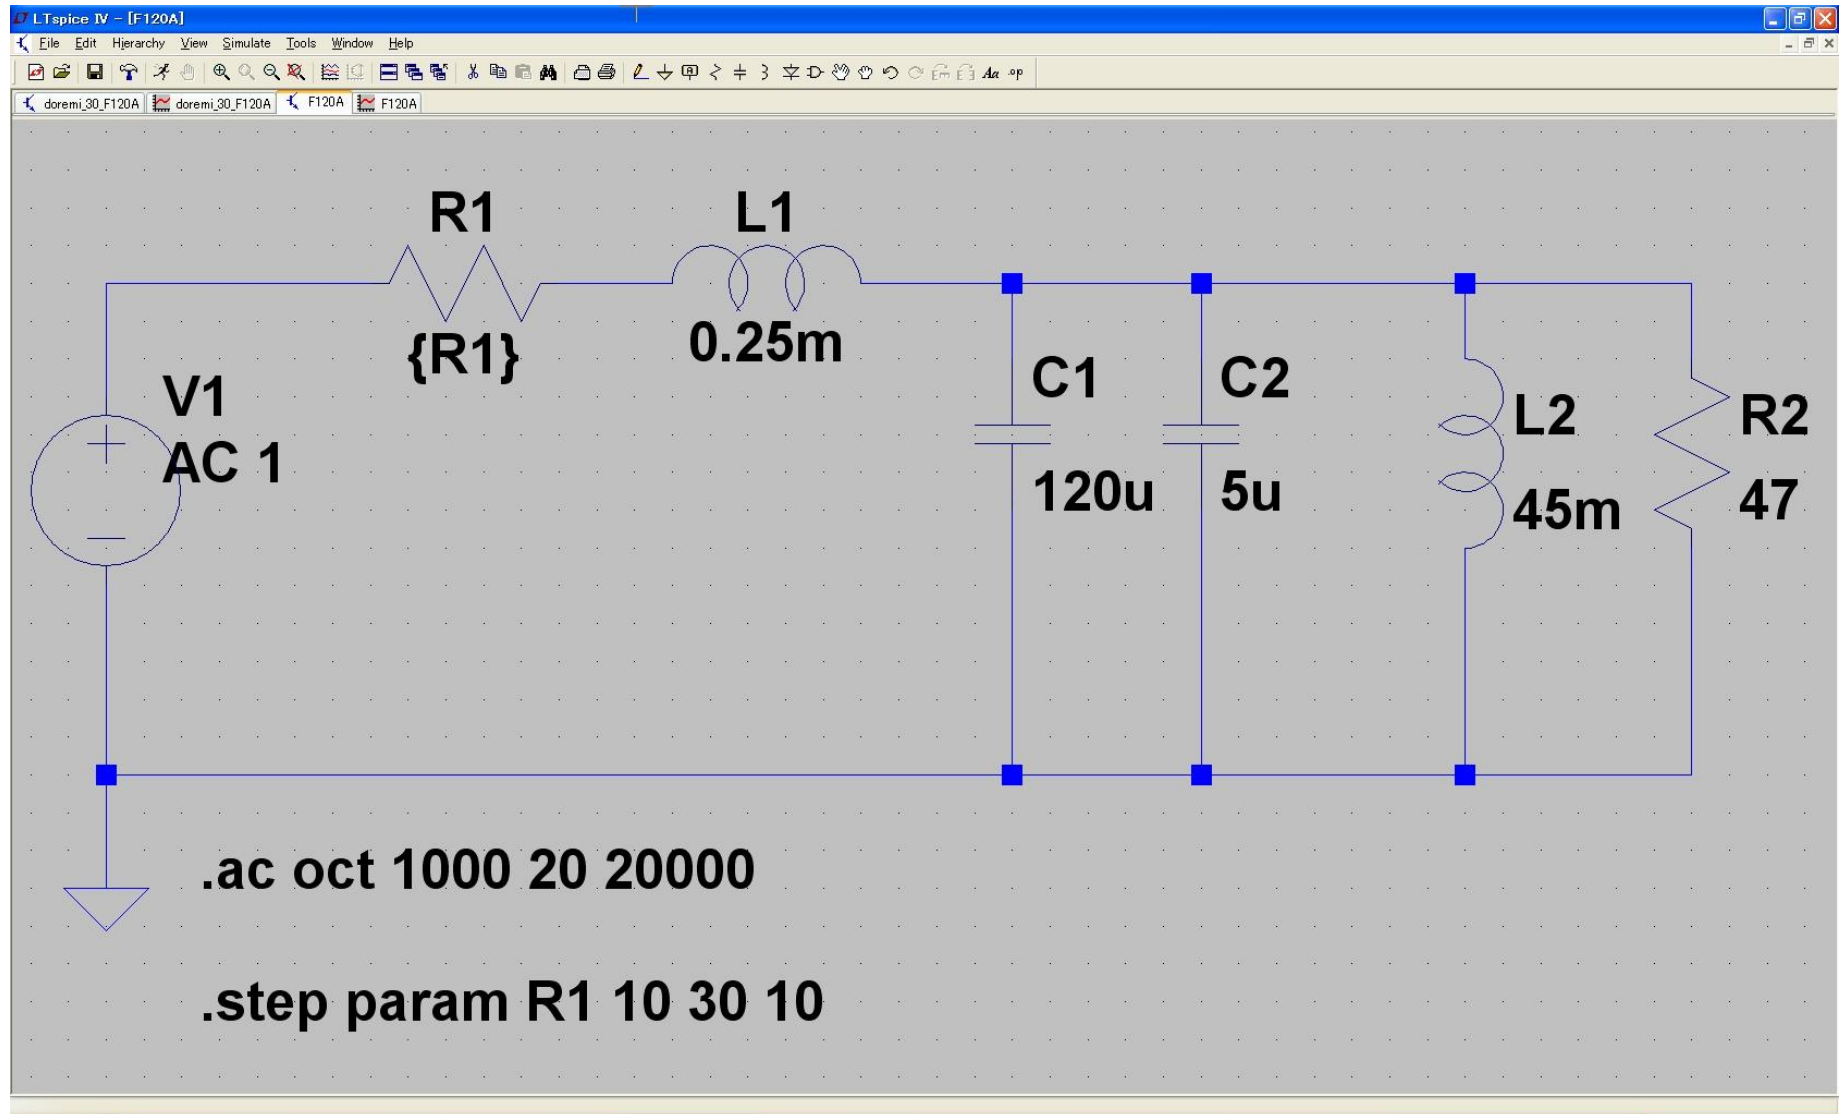 LTspice IV - [F120A]
File Edit Hierarchy View Simulate Tools Window Help
Aa .op
doremi_30_F120A doremi_30_F120A F120A F120A
R1
L1
{R1}
0.25m
V1
AC 1
C1
120u
C2
5u
L2
45m
R2
47
.ac oct 1000 20 20000
.step param R1 10 30 10